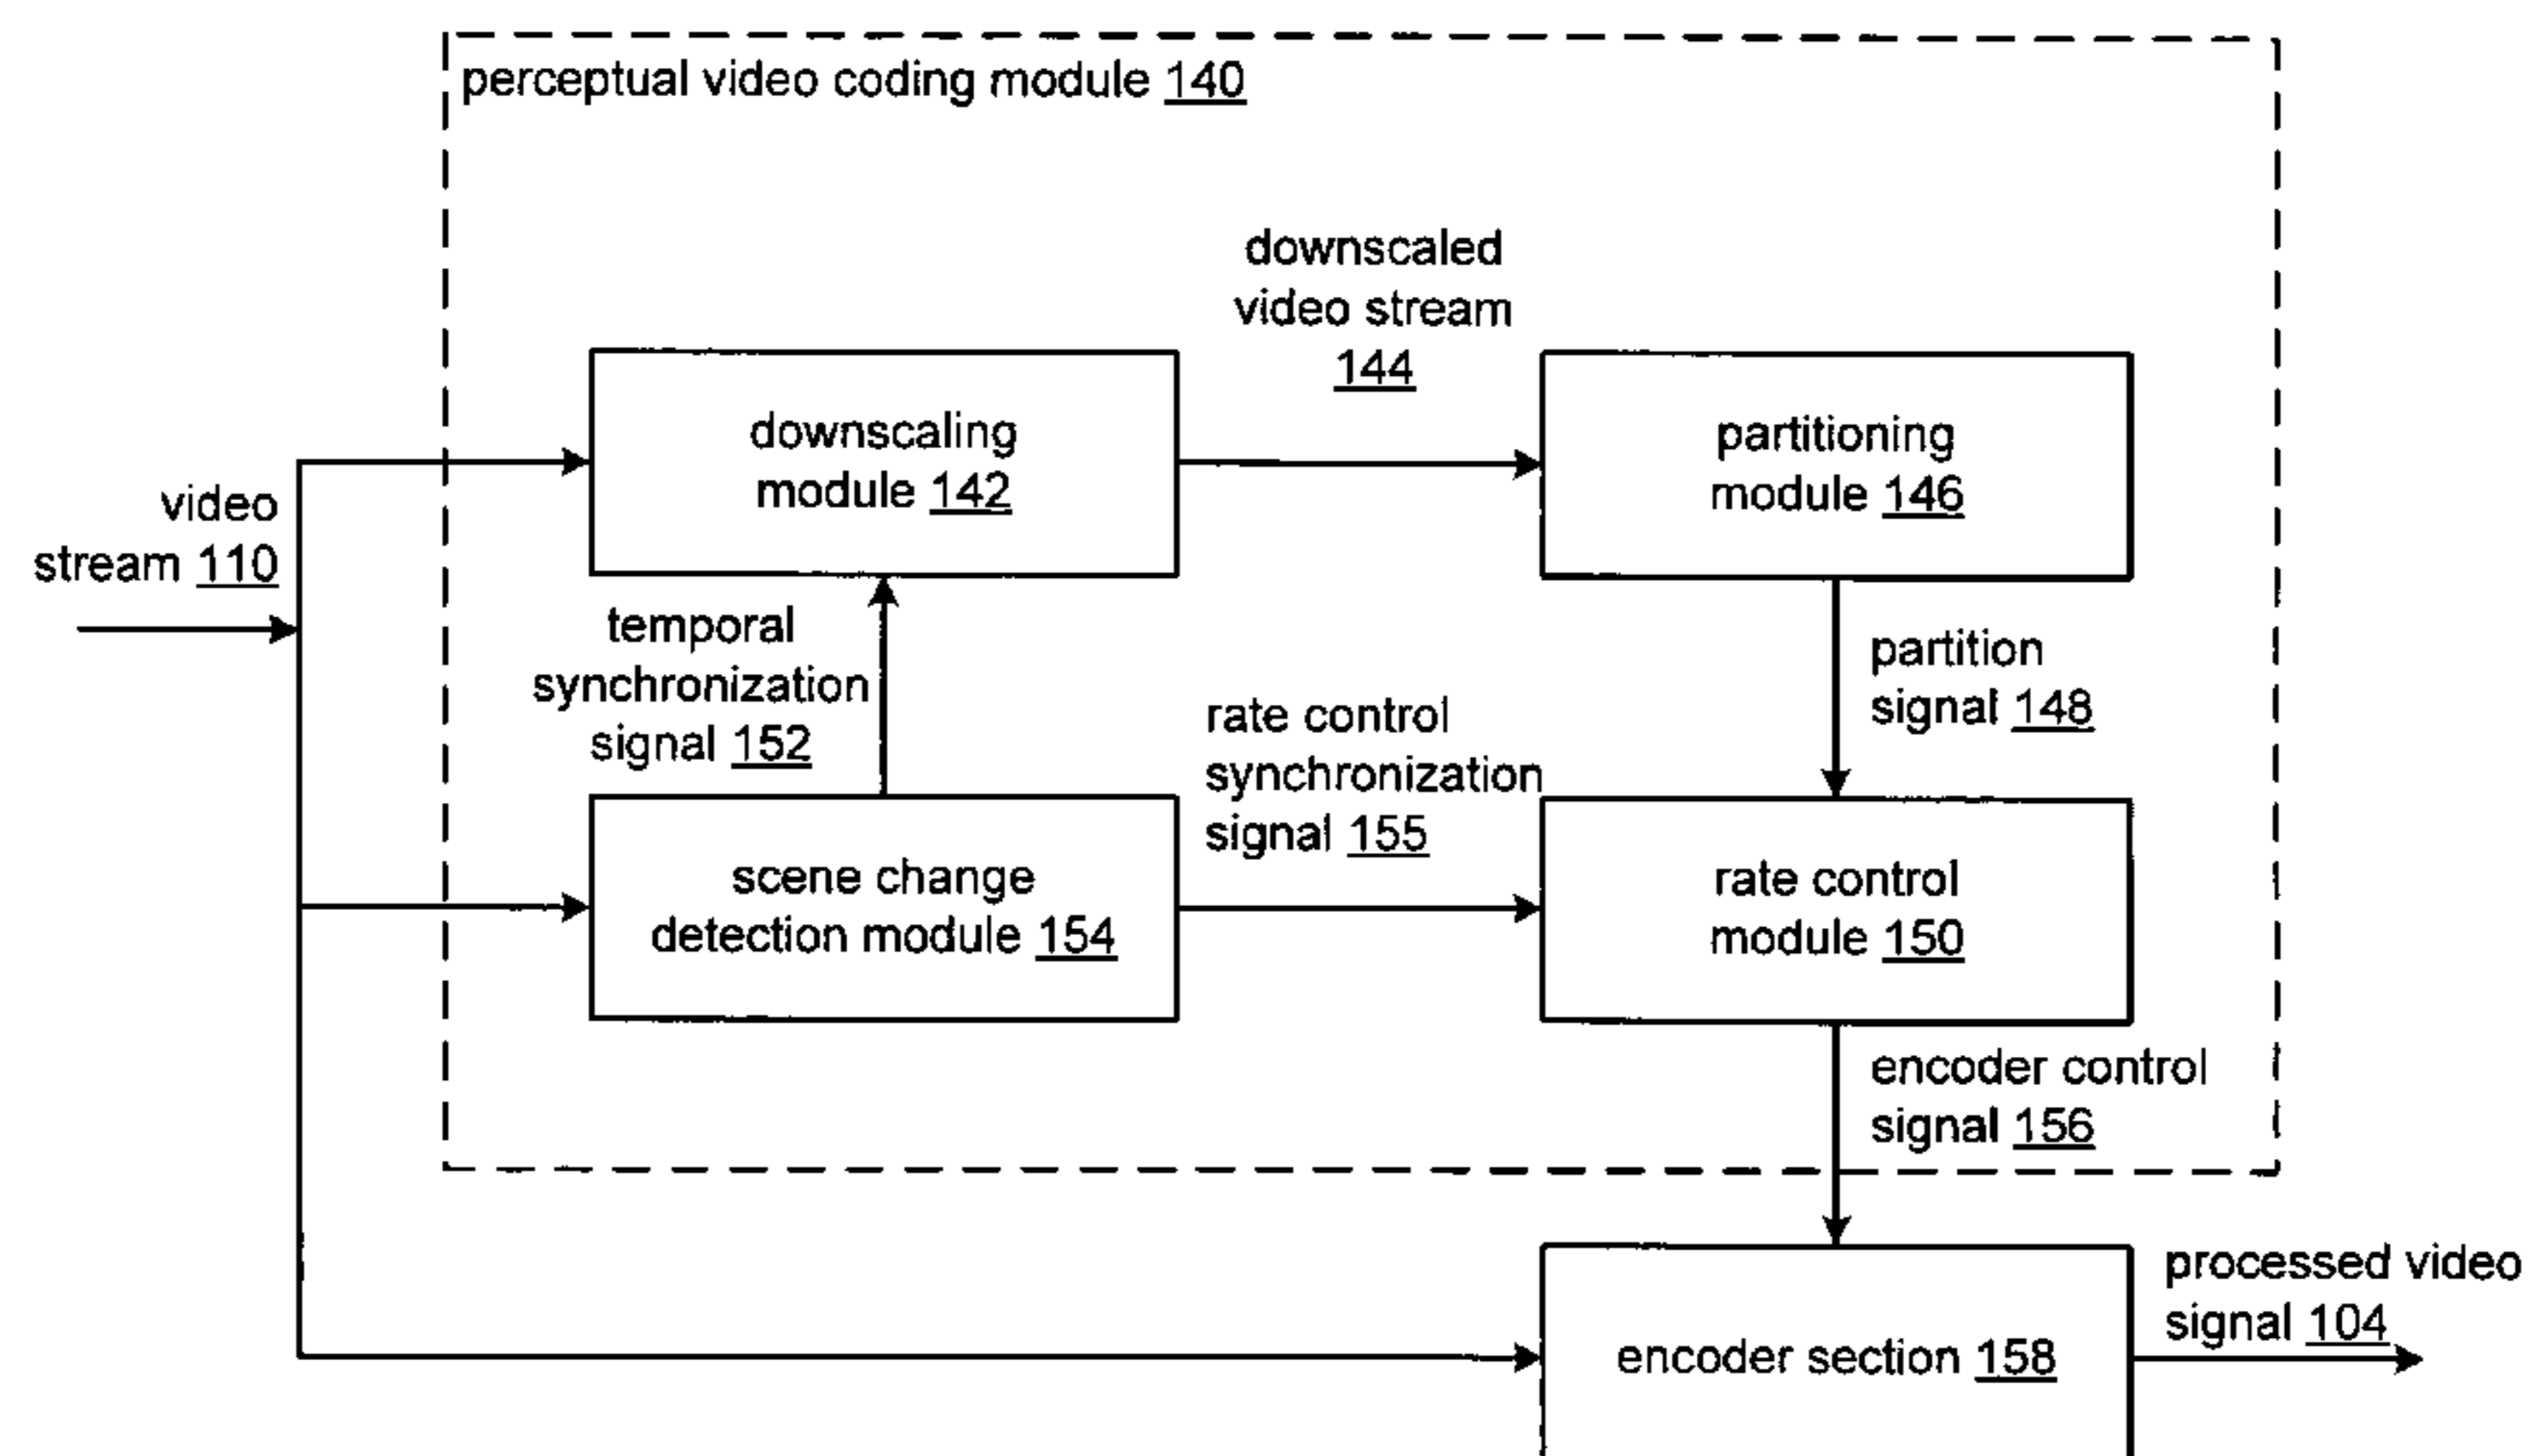 perceptual video coding module 140
downscaled
video stream
144
downscaling
module 142
partitioning
module 146
video
stream 110
temporal
synchronization
signal 152
partition
signal 148
rate control
synchronization
signal 155
scene change
detection module 154
rate control
module 150
encoder control
signal 156
processed video
signal 104
encoder section 158